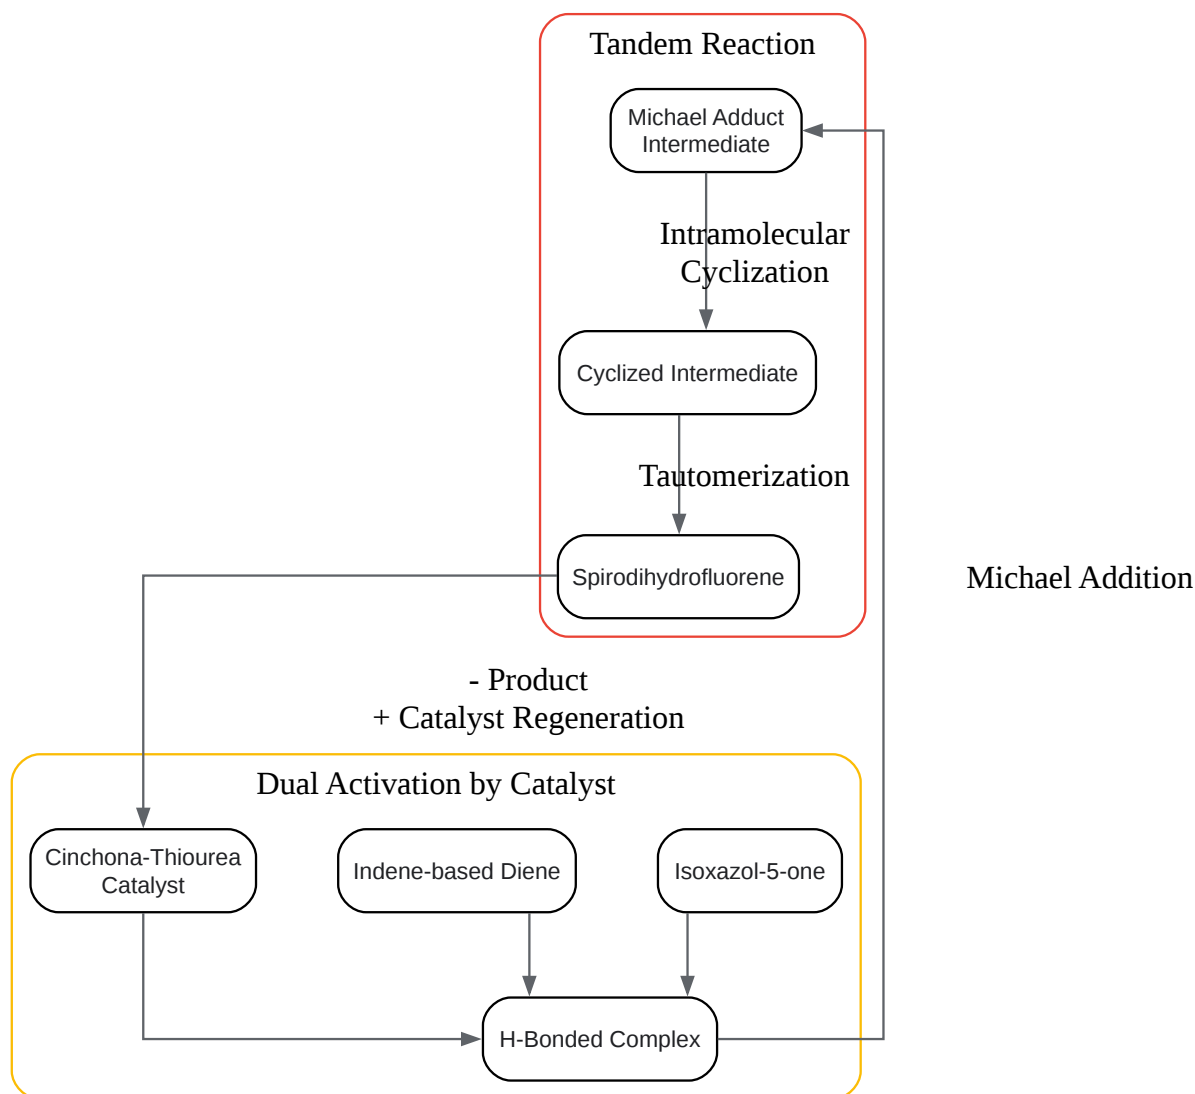 Tandem Reaction
Michael Adduct
Intermediate
Intramolecular
Cyclization
Cyclized Intermediate
Tautomerization
Spirodihydrofluorene
Michael Addition
- Product
+ Catalyst Regeneration
Dual Activation by Catalyst
Cinchona-Thiourea
Catalyst
Indene-based Diene
Isoxazol-5-one
H-Bonded Complex